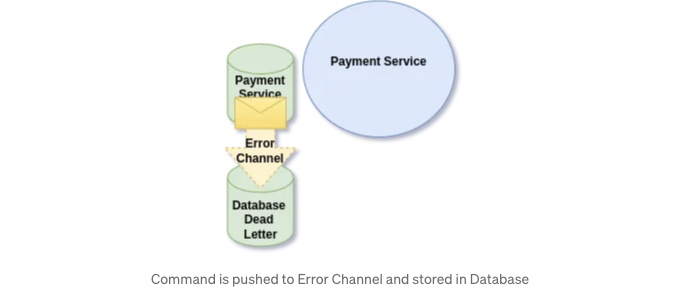 Payment
Service
Payment Service
Error
Channel
Database
Dead
Letter
Command is pushed to Error Channel and stored in Database